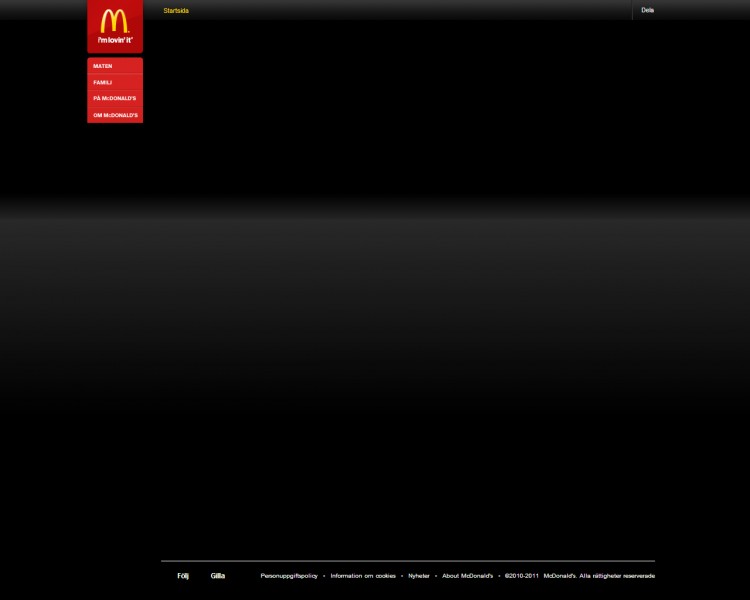 Startsida
Dela
i'm lovin' it
MATEN
FAMILJ
PÅ McDONALD'S
OM McDONALD'S
Följ
Gilla
Personuppgiftspolicy • Information om cookies • Nyheter • About McDonald's • ©2010-2011 McDonald's. Alla rättigheter reserverade